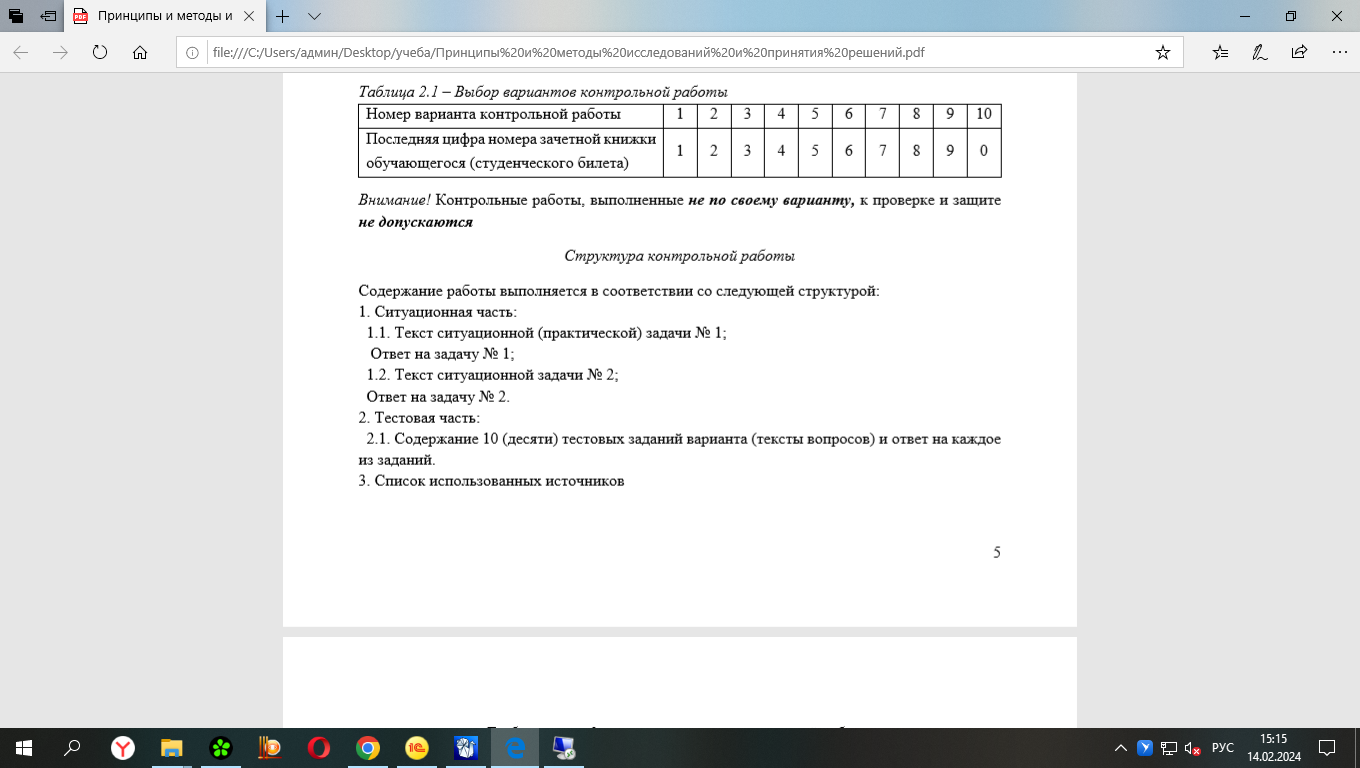 Принципы и методы и
file:///C:/Users/админ/Desktop/учеба/Принципы%20и%20методы%20исследований%20и%20принятия%20решений.pdf
Таблица 2.1 – Выбор вариантов контрольной работы
Номер варианта контрольной работы 1 2 3 4 5 6 7 8 9 10
Последняя цифра номера зачетной книжки
обучающегося (студенческого билета) 1 2 3 4 5 6 7 8 9 0
Внимание! Контрольные работы, выполненные не по своему варианту, к проверке и защите
не допускаются
Структура контрольной работы
Содержание работы выполняется в соответствии со следующей структурой:
1. Ситуационная часть:
1.1. Текст ситуационной (практической) задачи № 1;
Ответ на задачу № 1;
1.2. Текст ситуационной задачи № 2;
Ответ на задачу № 2.
2. Тестовая часть:
2.1. Содержание 10 (десяти) тестовых заданий варианта (тексты вопросов) и ответ на каждое
из заданий.
3. Список использованных источников
5
РУС
15:15
14.02.2024